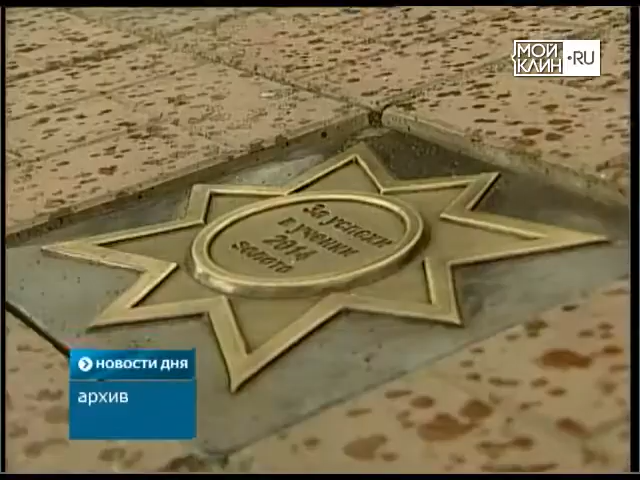 МОЙ
КЛИН .RU
За успехи
в учении
2014
золото
НОВОСТИ ДНЯ
архив